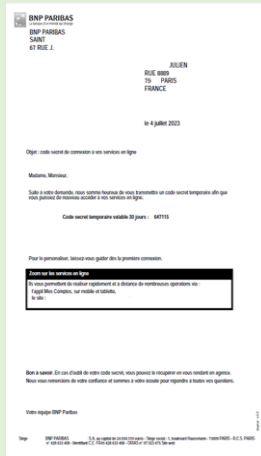 BNP PARIBAS
La banque d'un monde qui change
BNP PARIBAS
SAINT
67 RUE J.
JULIEN
RUE 8089
75 PARIS
FRANCE
le 4 juillet 2023
Objet : code secret de connexion à vos services en ligne
Madame, Monsieur,
Suite à votre demande, nous somme heureux de vous transmettre un code secret temporaire afin que
vous puissiez de nouveau accéder à vos services en ligne.
Code secret temporaire valable 30 jours : 647115
Pour le personnaliser, laissez-vous guider dès la première connexion.
Zoom sur les services en ligne
Ils vous permettent de réaliser rapidement et à distance de nombreuses opérations via :
l'appli Mes Comptes, sur mobile et tablette,
le site :
Bon à savoir. En cas d'oubli de votre code secret, vous pouvez le récupérer en vous rendant en agence.
Nous vous remercions de votre confiance et sommes à votre écoute pour répondre à toutes vos questions.
Votre équipe BNP Paribas